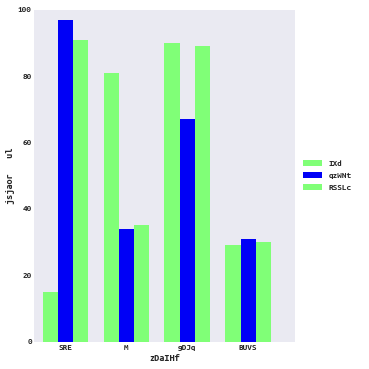 100
80
60
40
20
0
jsjaor ul
SRE M gDJq BUVS
zDaIHf
IXd
qzWNt
RSSLc